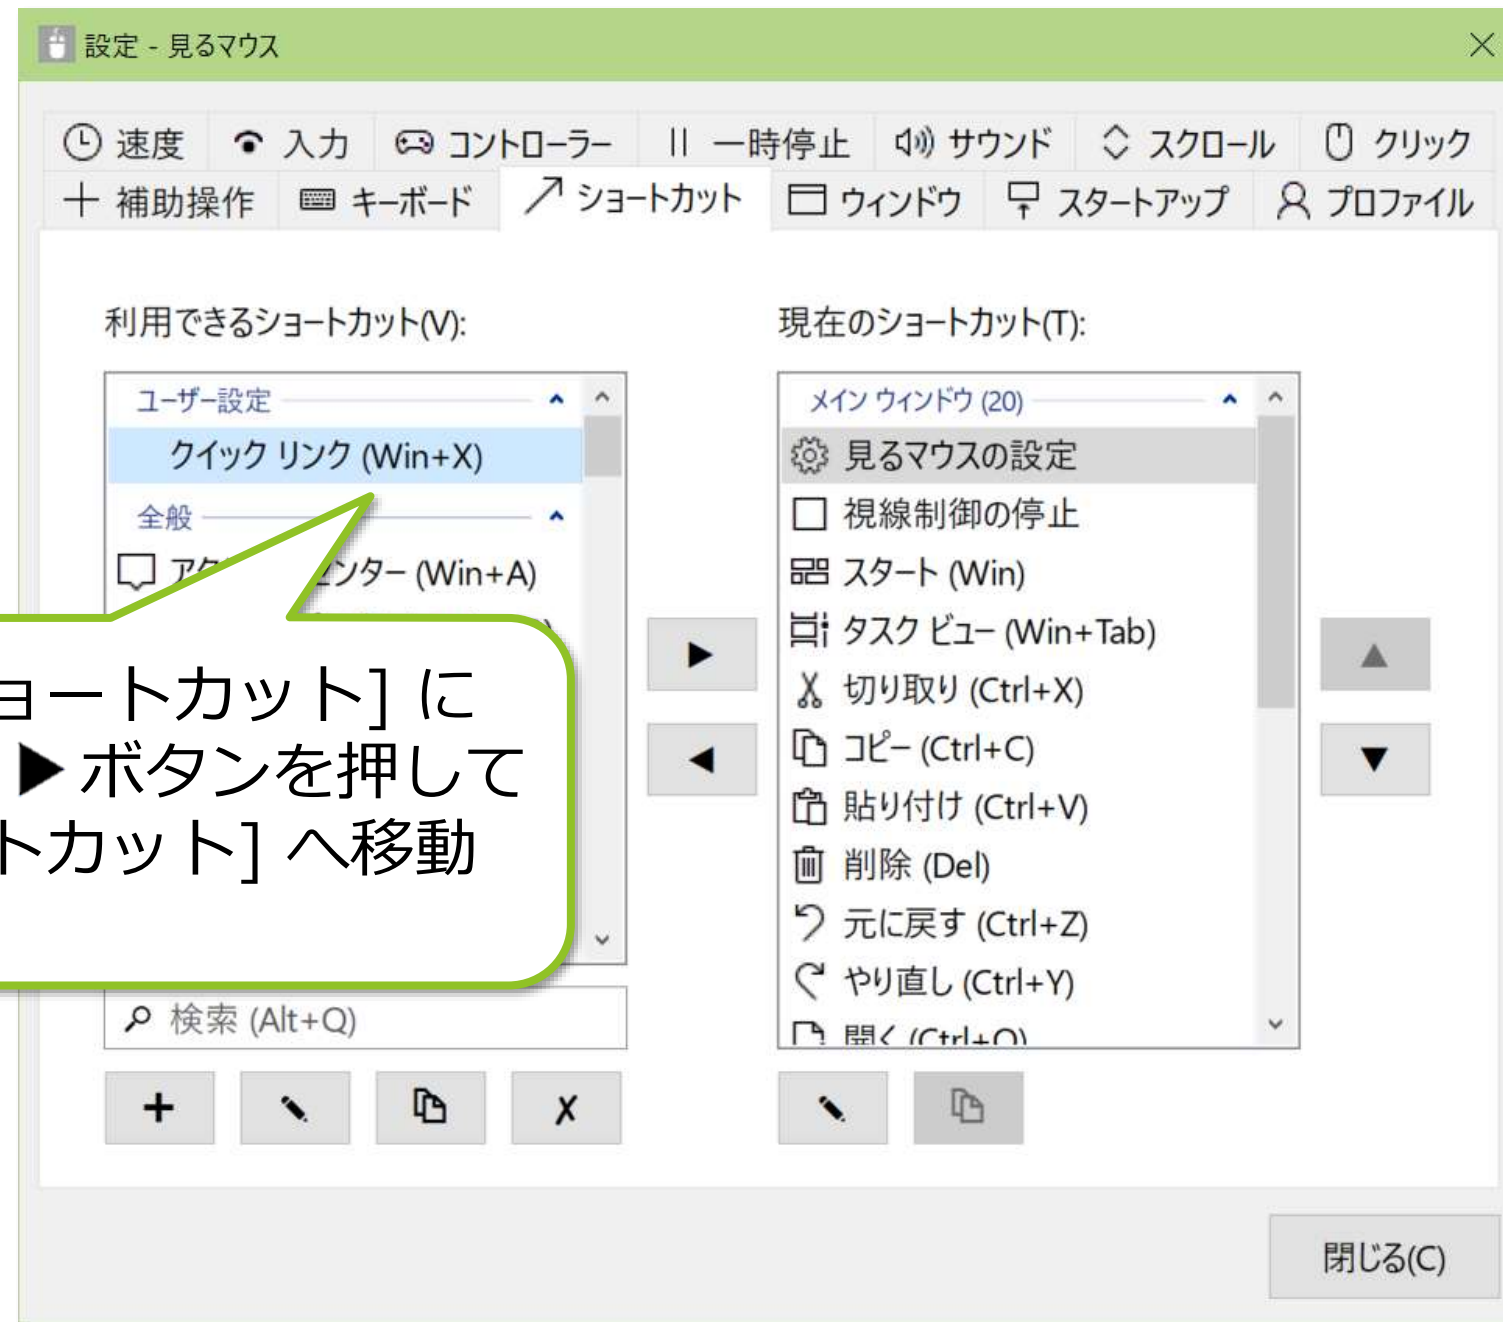 設定 - 見るマウス
速度 入力 コントローラー 一時停止 サウンド スクロール クリック
補助操作 キーボード ショートカット ウィンドウ スタートアップ プロファイル
利用できるショートカット(V):
ユーザー設定
クイック リンク (Win+X)
全般
ター (Win+A)
ョートカット] に
▶ ボタンを押して
トカット] へ移動
検索 (Alt+Q)
現在のショートカット(T):
メイン ウィンドウ (20)
見るマウスの設定
視線制御の停止
スタート (Win)
タスク ビュー (Win+Tab)
切り取り (Ctrl+X)
コピー (Ctrl+C)
貼り付け (Ctrl+V)
削除 (Del)
元に戻す (Ctrl+Z)
やり直し (Ctrl+Y)
開く (Ctrl+O)
閉じる(C)